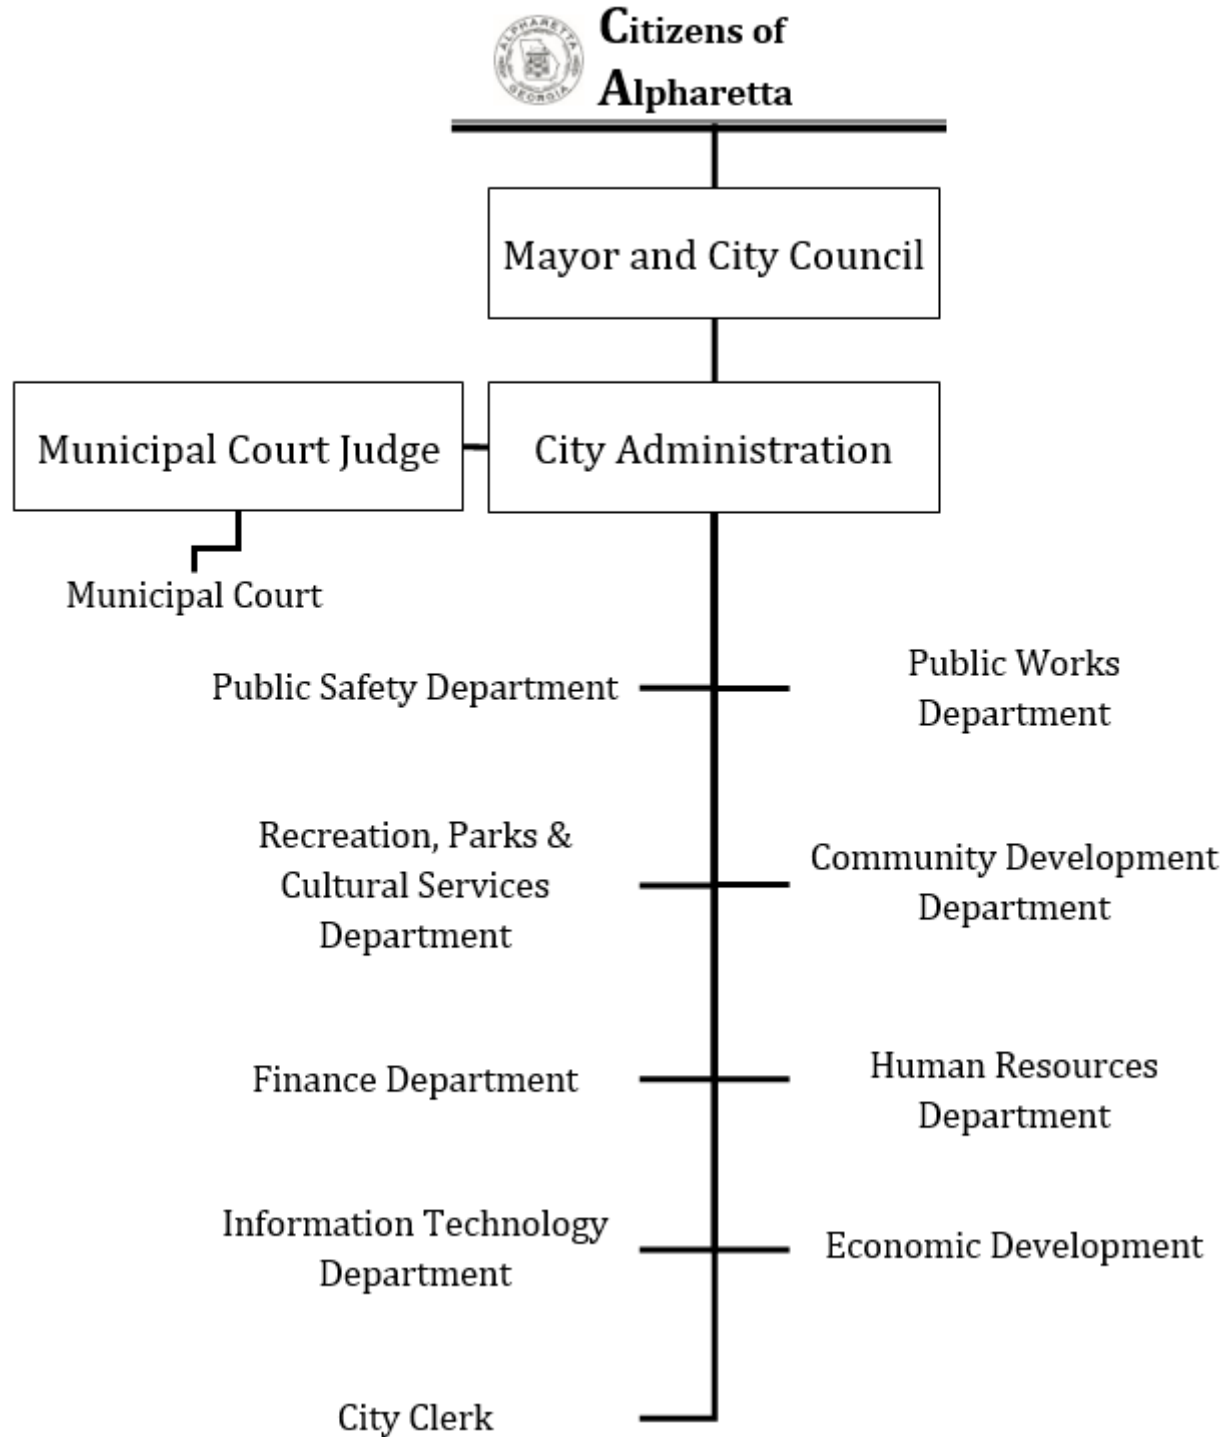 ALPHARETTA
GEORGIA
Citizens of
Alpharetta
Mayor and City Council
Municipal Court Judge
City Administration
Municipal Court
Public Safety Department
Public Works
Department
Recreation, Parks &
Cultural Services
Department
Community Development
Department
Finance Department
Human Resources
Department
Information Technology
Department
Economic Development
City Clerk